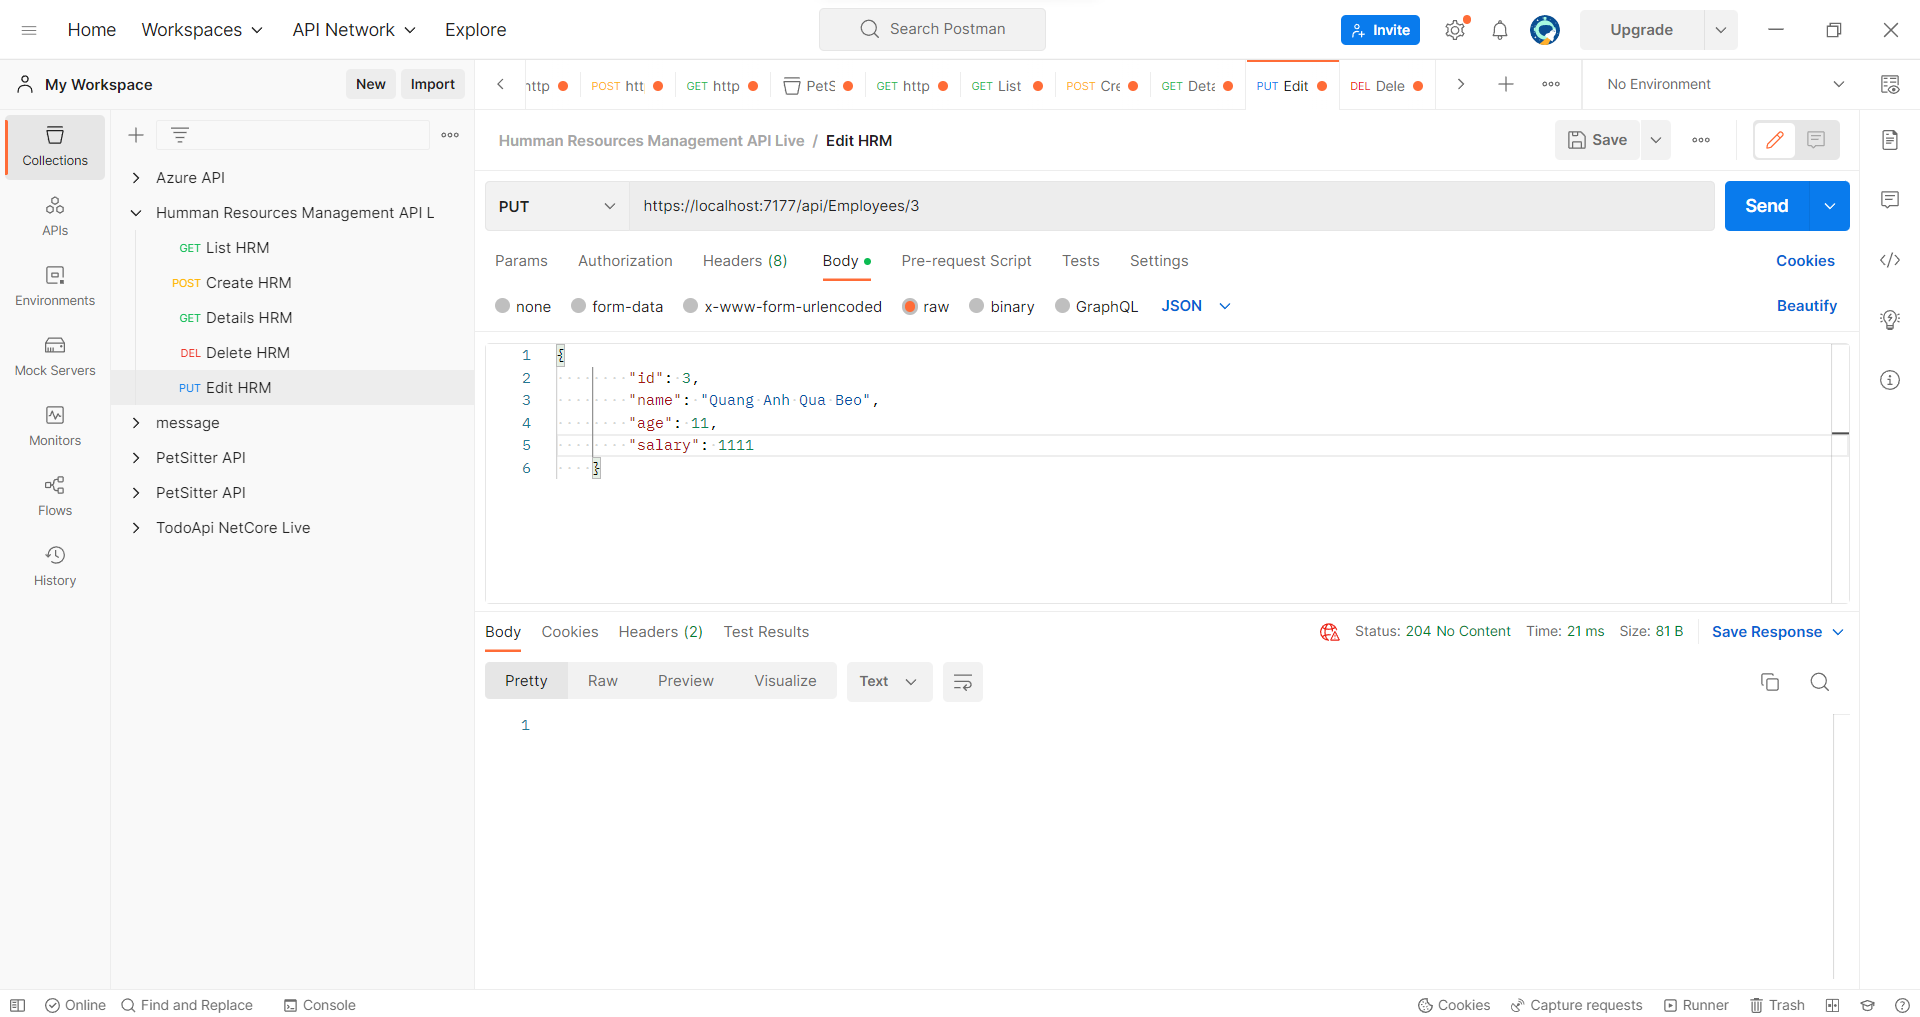 Home Workspaces API Network Explore Search Postman Invite Upgrade
My Workspace New Import
http POST htt GET http PetS GET http GET List POST Cre GET Deta PUT Edit DEL Dele No Environment
Collections
APIs
Environments
Mock Servers
Monitors
Flows
History
Azure API
Humman Resources Management API L
GET List HRM
POST Create HRM
GET Details HRM
DEL Delete HRM
PUT Edit HRM
message
PetSitter API
PetSitter API
TodoApi NetCore Live
Humman Resources Management API Live / Edit HRM Save
PUT https://localhost:7177/api/Employees/3 Send
Params Authorization Headers (8) Body Pre-request Script Tests Settings Cookies
none form-data x-www-form-urlencoded raw binary GraphQL JSON Beautify
1 {
2 "id": 3,
3 "name": "Quang Anh Qua Beo",
4 "age": 11,
5 "salary": 1111
6 }
Body Cookies Headers (2) Test Results Status: 204 No Content Time: 21 ms Size: 81 B Save Response
Pretty Raw Preview Visualize Text
1
Online Find and Replace Console Cookies Capture requests Runner Trash